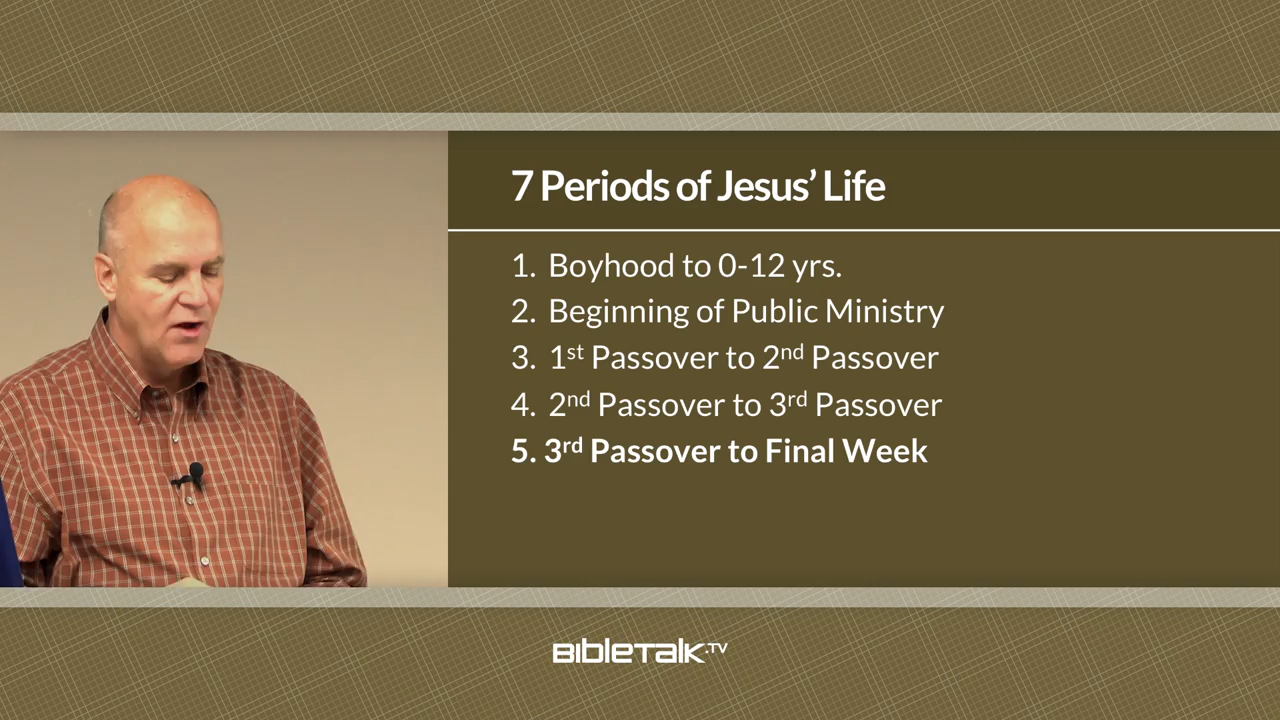 7 Periods of Jesus’ Life
1. Boyhood to 0-12 yrs.
2. Beginning of Public Ministry
3. 1st Passover to 2nd Passover
4. 2nd Passover to 3rd Passover
5. 3rd Passover to Final Week
BibleTalk.TV